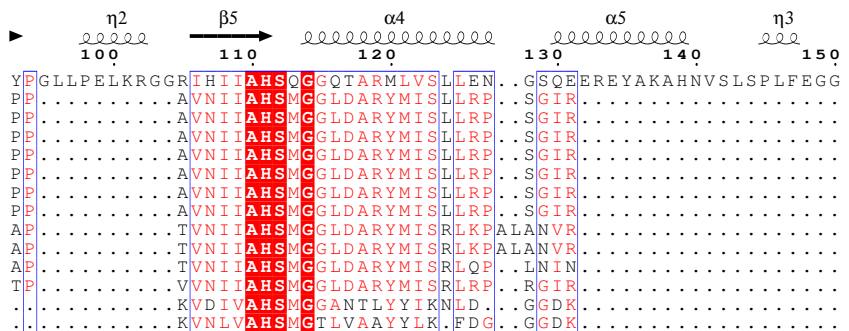 η2 β5 α4 α5 η3
100 110 120 130 140 150
YPGLLPELKRGGRIHIIAHSQGGQTARMLVSLLEN..GSQEEREYAKAHNVSLSPLFEGG
PP..........AVNIIAHSMGGLDARYMISLLRP..SGIR...................
PP..........AVNIIAHSMGGLDARYMISLLRP..SGIR...................
PP..........AVNIIAHSMGGLDARYMISLLRP..SGIR...................
PP..........AVNIIAHSMGGLDARYMISLLRP..SGIR...................
PP..........AVNIIAHSMGGLDARYMISLLRP..SGIR...................
PP..........AVNIIAHSMGGLDARYMISLLRP..SGIR...................
PP..........AVNIIAHSMGGLDARYMISLLRP..SGIR...................
AP..........TVNIIAHSMGGLDARYMISRLKPALANVR...................
AP..........TVNIIAHSMGGLDARYMISRLKPALANVR...................
AP..........TVNIIAHSMGGLDARYMISRLQP..LNIN...................
TP..........VVNIIAHSMGGLDARYMISRLRP..RGIR...................
............KVDIVAHSMGGANTLYYIKNLD...GGDK...................
............KVNLVAHSMGTLVAAYYLK.FDG..GGDK...................